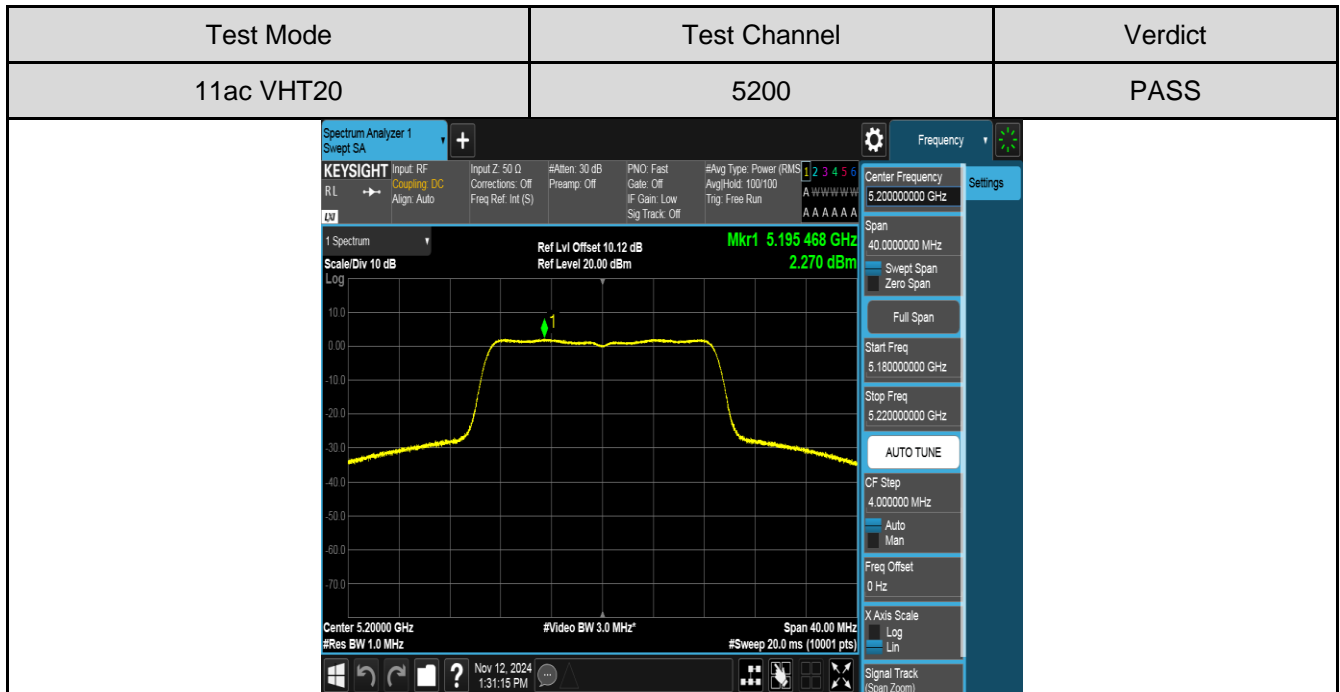 Test Mode Test Channel Verdict
11ac VHT20 5200 PASS
Spectrum Analyzer 1
Swept SA
Frequency
KEYSIGHT
RL
LXI
Input: RF
Coupling: DC
Align: Auto
Input Z: 50 Ω
Corrections: Off
Freq Ref: Int (S)
#Atten: 30 dB
Preamp: Off
PNO: Fast
Gate: Off
IF Gain: Low
Sig Track: Off
#Avg Type: Power (RMS
Avg|Hold: 100/100
Trig: Free Run
1 2 3 4 5 6
A W W W W W
A A A A A A
1 Spectrum
Scale/Div 10 dB
Log
Ref Lvl Offset 10.12 dB
Ref Level 20.00 dBm
Mkr1 5.195 468 GHz
2.270 dBm
1
10.0
0.00
-10.0
-20.0
-30.0
-40.0
-50.0
-60.0
-70.0
Center 5.20000 GHz
#Res BW 1.0 MHz
#Video BW 3.0 MHz*
Span 40.00 MHz
#Sweep 20.0 ms (10001 pts)
Center Frequency
5.200000000 GHz
Settings
Span
40.0000000 MHz
Swept Span
Zero Span
Full Span
Start Freq
5.180000000 GHz
Stop Freq
5.220000000 GHz
AUTO TUNE
CF Step
4.000000 MHz
Auto
Man
Freq Offset
0 Hz
X Axis Scale
Log
Lin
Signal Track
(Span Zoom)
?
Nov 12, 2024
1:31:15 PM